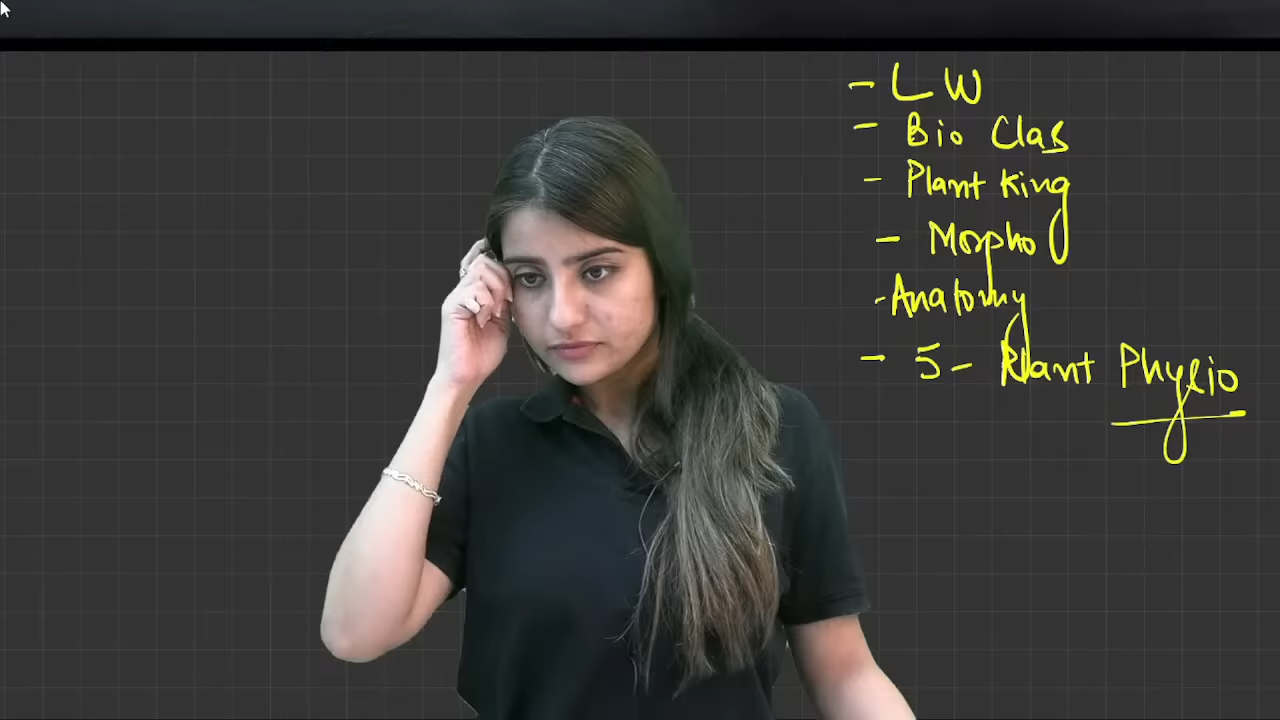 - LW
- Bio Clas
- Plant King
- Morpho
- Anatomy
- 5 - Plant Physio